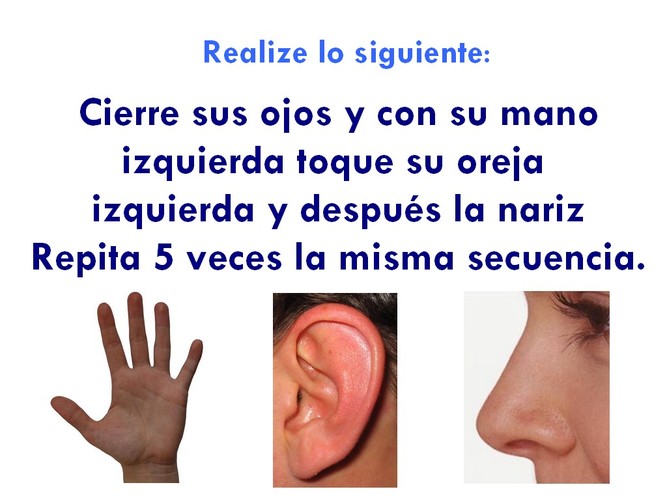 Realize lo siguiente:
Cierre sus ojos y con su mano
izquierda toque su oreja
izquierda y después la nariz
Repita 5 veces la misma secuencia.